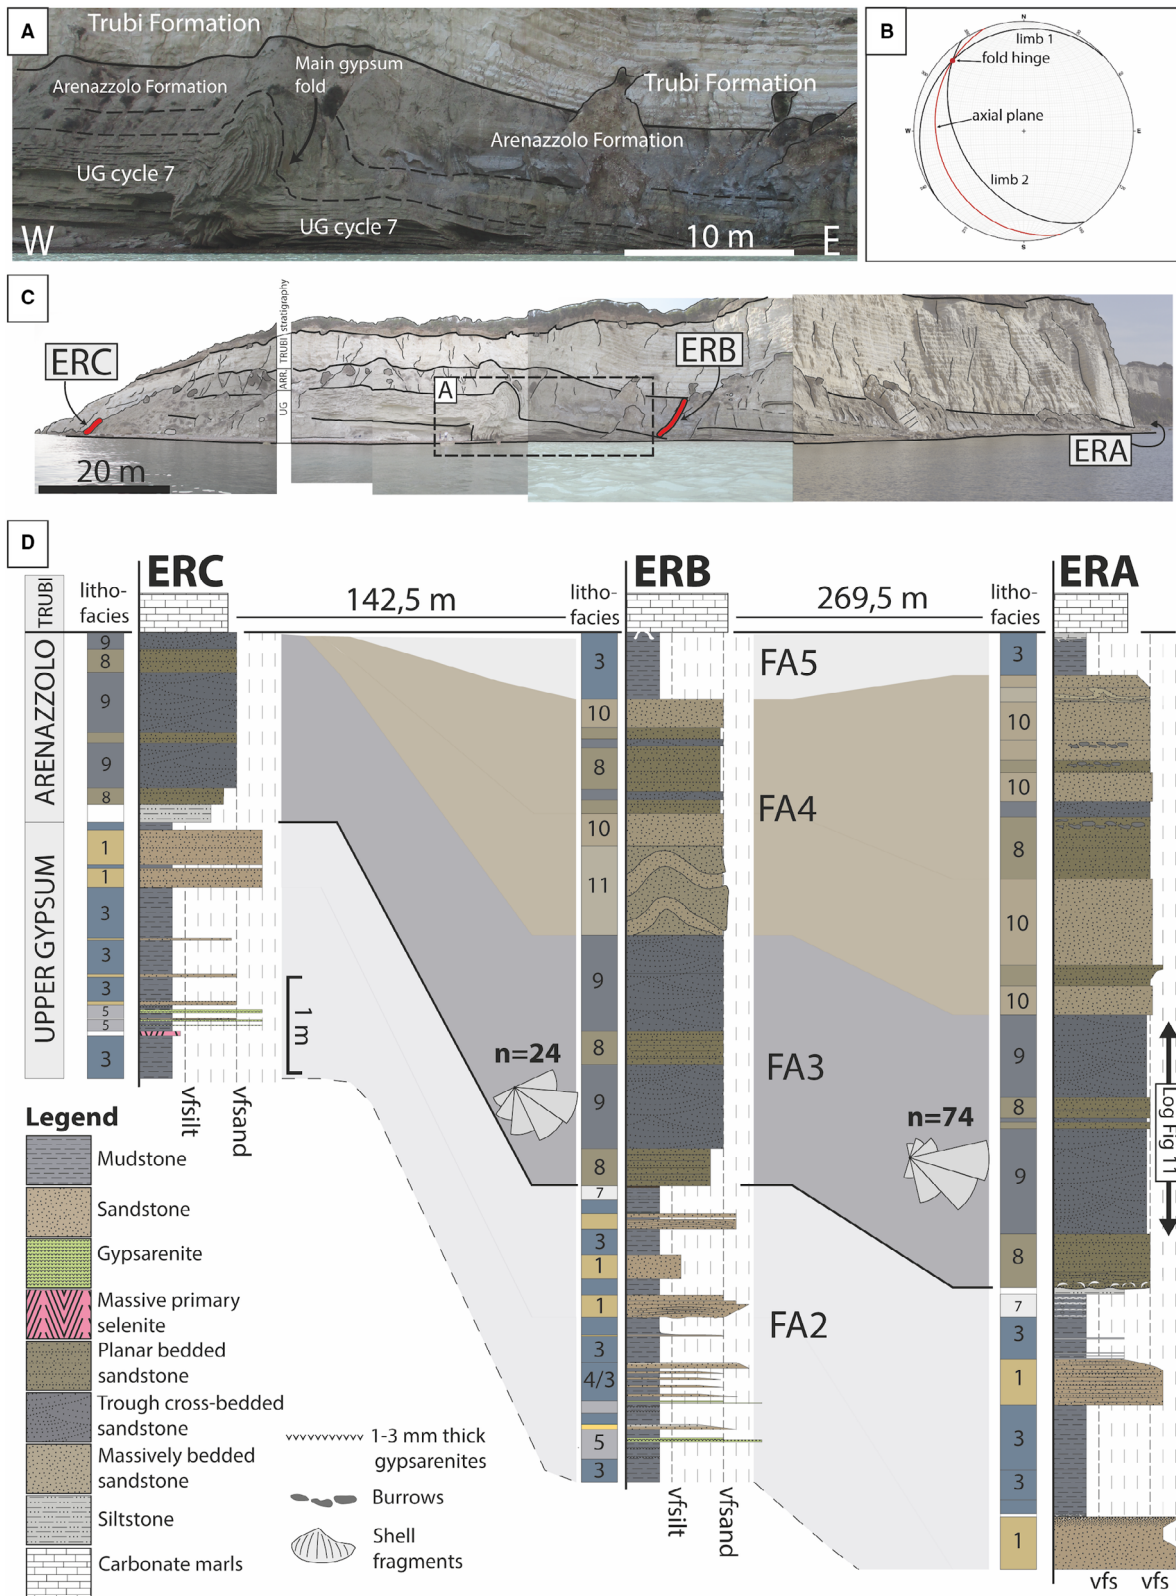 A
Trubi Formation
Arenazzolo Formation
Main gypsum
fold
Trubi Formation
Arenazzolo Formation
UG cycle 7
UG cycle 7
W
10 m
E
B
N
limb 1
fold hinge
axial plane
W
E
limb 2
S
C
ERC
UG
ARR.
TRUBI
stratigraphy
A
ERB
ERA
20 m
D
TRUBI
ARENAZZOLO
UPPER GYPSUM
litho-
facies
ERC
9
8
9
9
8
1
1
3
3
3
5
5
3
vfsilt
vfsand
142,5 m
1 m
n=24
litho-
facies
ERB
3
10
8
10
11
9
8
9
8
7
3
1
1
3
4/3
5
3
vfsilt
vfsand
269,5 m
FA5
FA4
FA3
n=74
FA2
litho-
facies
ERA
3
10
10
8
10
10
9
8
9
8
7
3
1
3
3
1
vfs
vfs
Log Fig 11
Legend
Mudstone
Sandstone
Gypsarenite
Massive primary
selenite
Planar bedded
sandstone
Trough cross-bedded
sandstone
Massively bedded
sandstone
Siltstone
Carbonate marls
1-3 mm thick
gypsarenites
Burrows
Shell
fragments